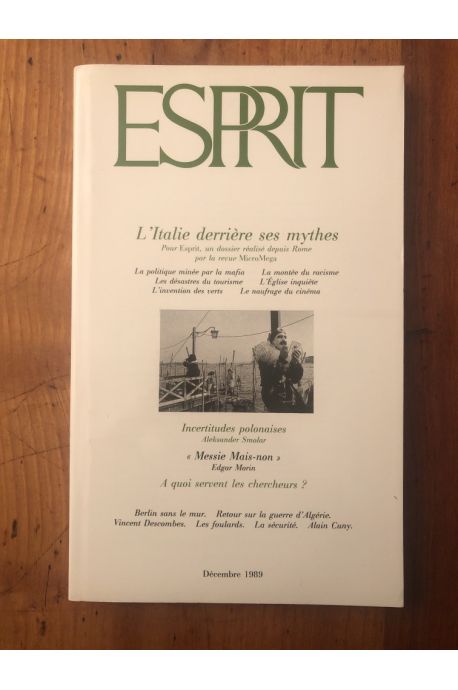 ESPRIT
L'Italie derrière ses mythes
Pour Esprit, un dossier réalisé depuis Rome
par la revue MicroMega
La politique minée par la mafia La montée du racisme
Les désastres du tourisme L'Église inquiète
L'invention des verts Le naufrage du cinéma
Incertitudes polonaises
Aleksander Smolar
« Messie Mais-non »
Edgar Morin
A quoi servent les chercheurs ?
Berlin sans le mur. Retour sur la guerre d'Algérie.
Vincent Descombes. Les foulards. La sécurité. Alain Cuny.
Décembre 1989